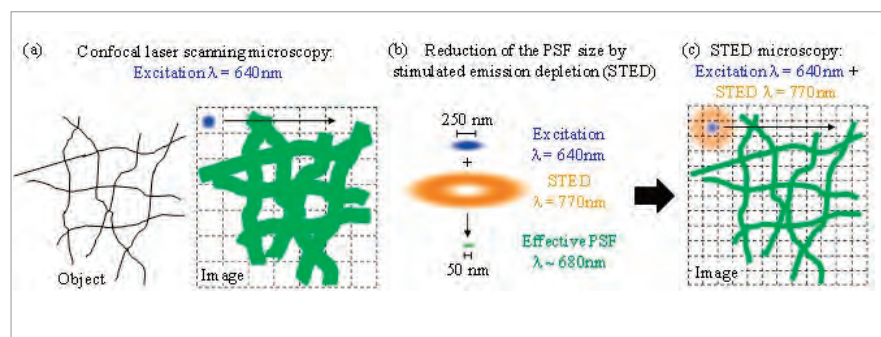 (a) Confocal laser scanning microscopy:
Excitation λ = 640nm
Object
Image
(b) Reduction of the PSF size by
stimulated emission depletion (STED)
250 nm
Excitation
λ = 640nm
+
STED
λ = 770nm
Effective PSF
λ ~ 680nm
50 nm
(c) STED microscopy:
Excitation λ = 640nm +
STED λ = 770nm
Image